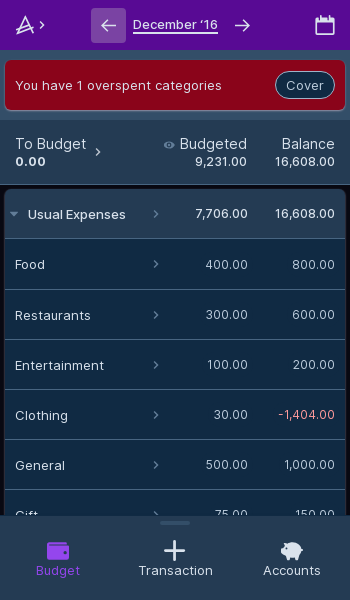 December ‘16
You have 1 overspent categories Cover
To Budget Budgeted Balance
0.00 9,231.00 16,608.00
Usual Expenses 7,706.00 16,608.00
Food 400.00 800.00
Restaurants 300.00 600.00
Entertainment 100.00 200.00
Clothing 30.00 -1,404.00
General 500.00 1,000.00
Gift 75.00 150.00
Budget Transaction Accounts